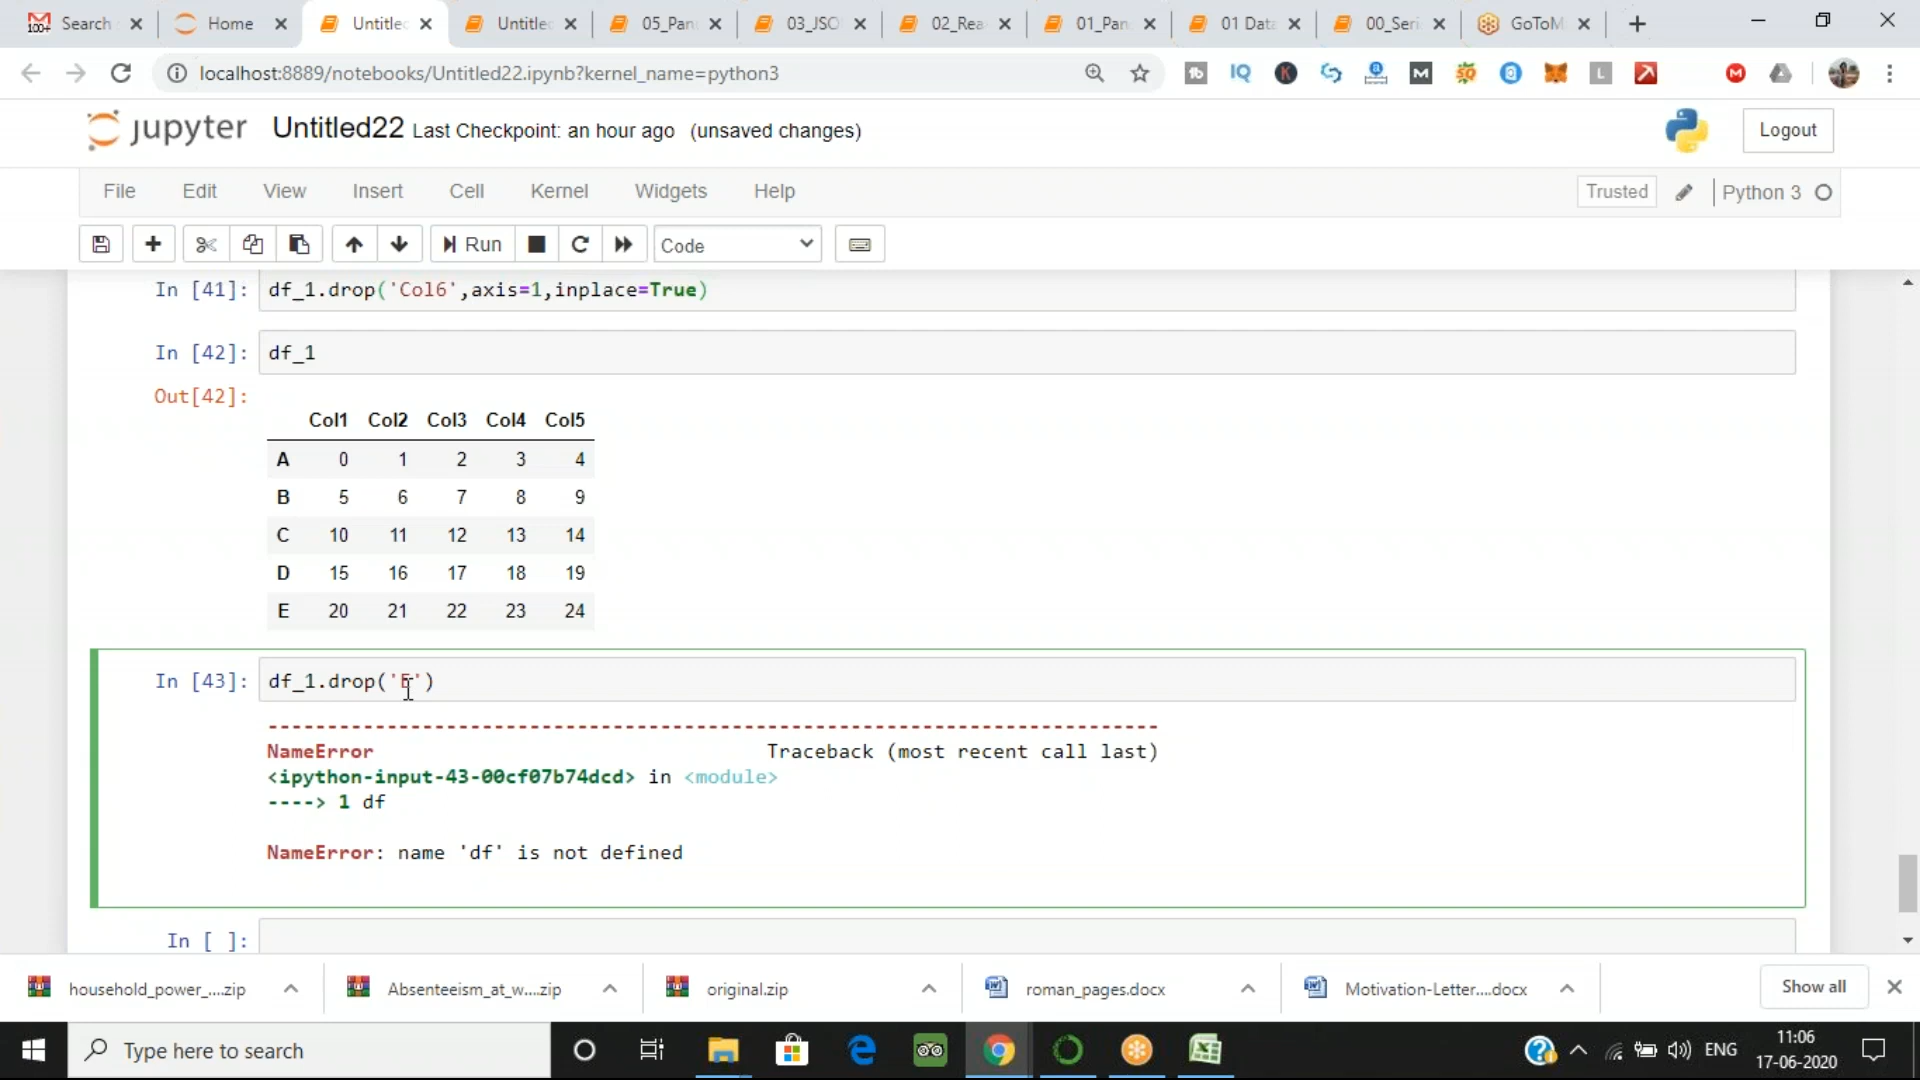 Search
Home
Untitled
Untitled
05_Pan
03_JSO
02_Rea
01_Pan
01 Data
00_Seri
GoToM
localhost:8889/notebooks/Untitled22.ipynb?kernel_name=python3
jupyter Untitled22 Last Checkpoint: an hour ago (unsaved changes)
Logout
File Edit View Insert Cell Kernel Widgets Help
Trusted Python 3
Run Code
In [41]: df_1.drop('Col6',axis=1,inplace=True)
In [42]: df_1
Out[42]:
Col1 Col2 Col3 Col4 Col5
A 0 1 2 3 4
B 5 6 7 8 9
C 10 11 12 13 14
D 15 16 17 18 19
E 20 21 22 23 24
In [43]: df_1.drop('E')
---------------------------------------------------------------------------
NameError Traceback (most recent call last)
<ipython-input-43-00cf07b74dcd> in <module>
----> 1 df
NameError: name 'df' is not defined
In [ ]:
household_power_....zip
Absenteeism_at_w....zip
original.zip
roman_pages.docx
Motivation-Letter....docx
Show all
Type here to search
ENG
11:06
17-06-2020